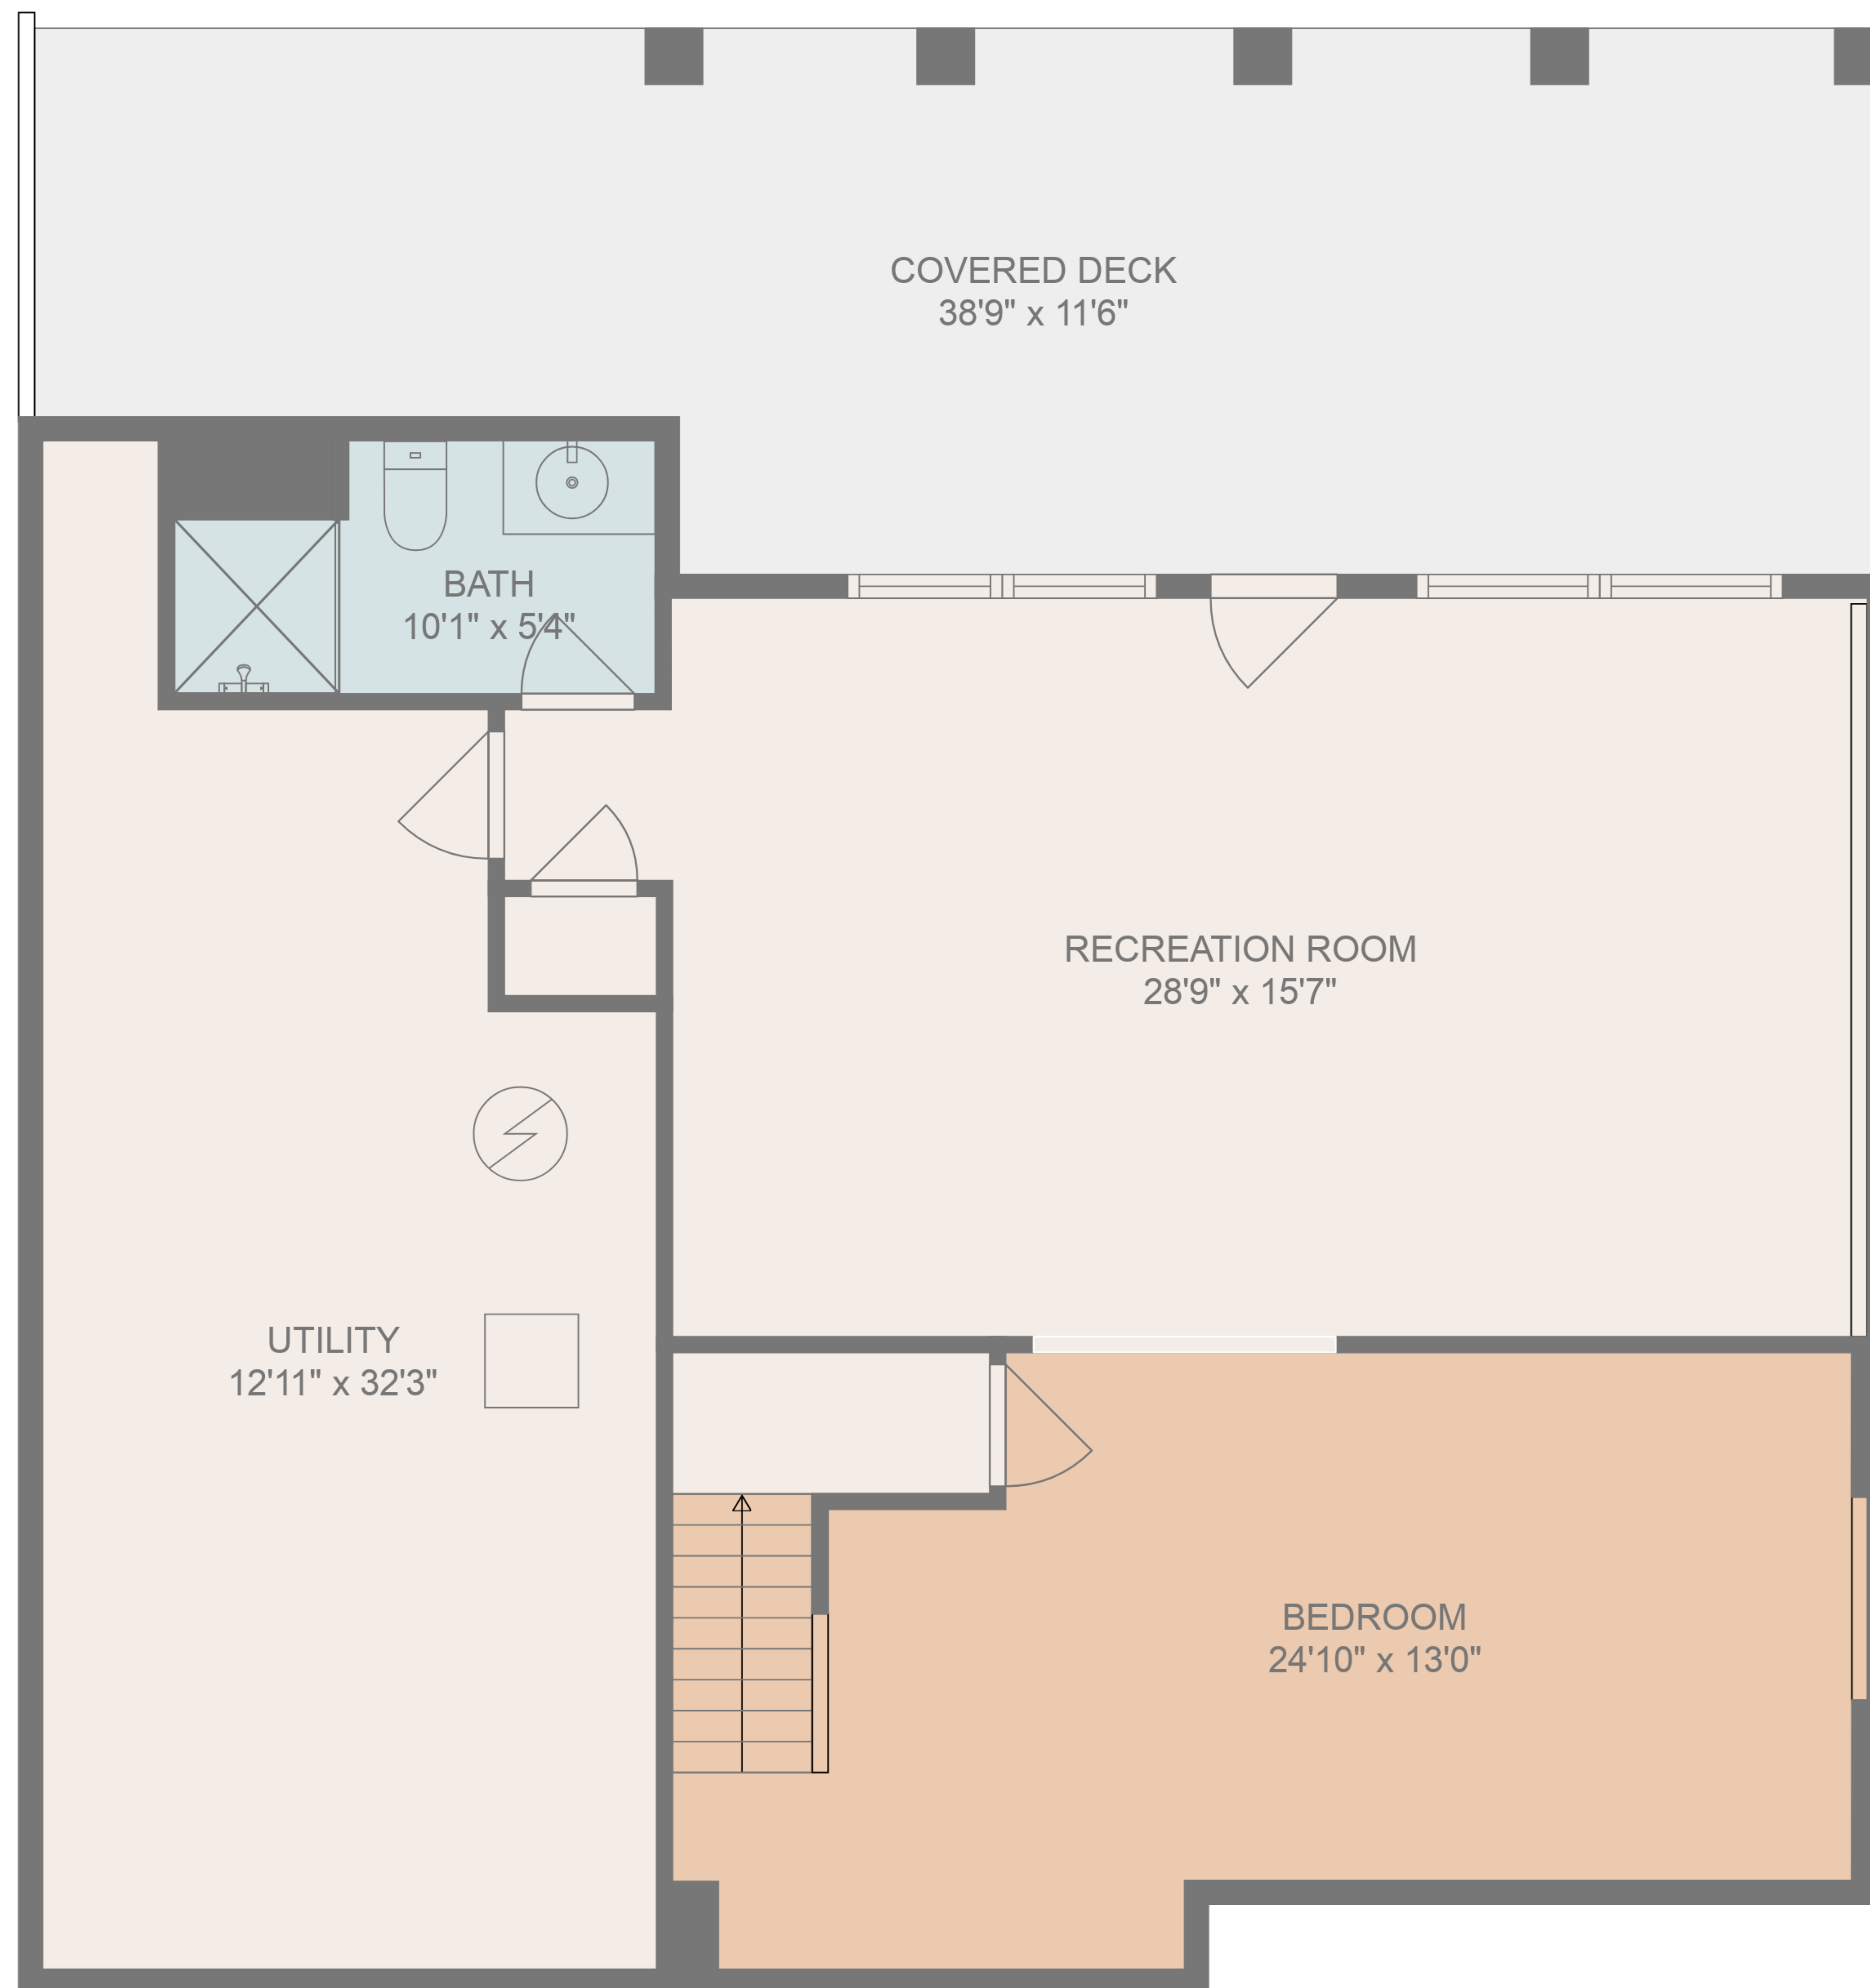 COVERED DECK
38'9" x 11'6"
BATH
10'1" x 5'4"
RECREATION ROOM
28'9" x 15'7"
UTILITY
12'11" x 32'3"
BEDROOM
24'10" x 13'0"